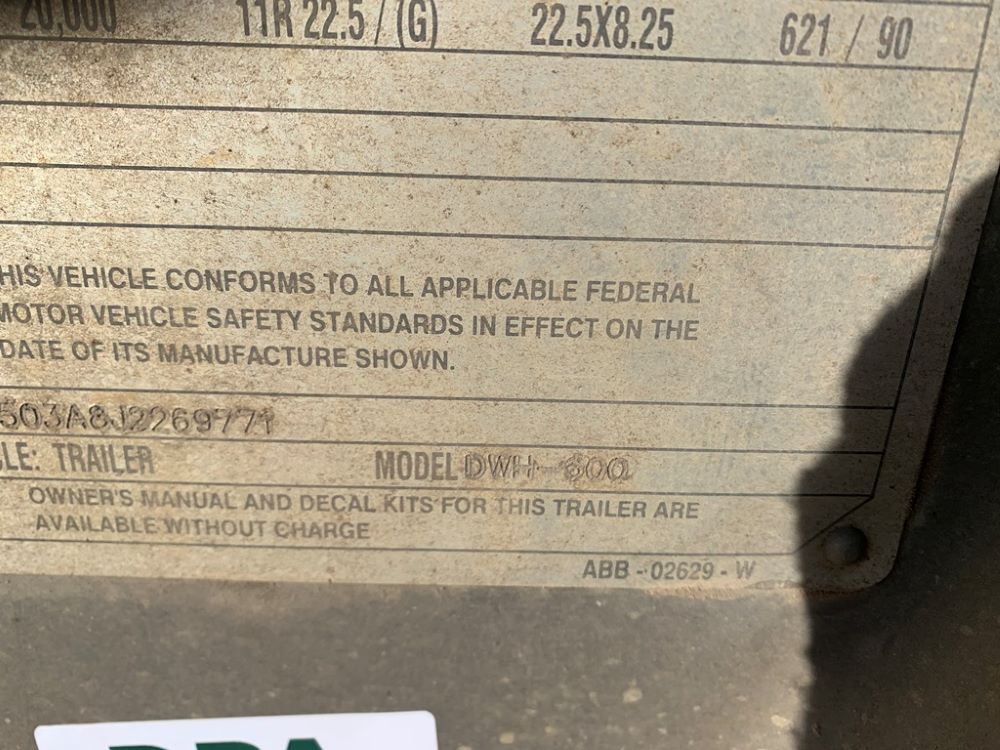 20,000 11R 22.5 / (G) 22.5X8.25 621 / 90
HIS VEHICLE CONFORMS TO ALL APPLICABLE FEDERAL
MOTOR VEHICLE SAFETY STANDARDS IN EFFECT ON THE
DATE OF ITS MANUFACTURE SHOWN.
503A8J2269771
LE: TRAILER MODEL DWH-600
OWNER'S MANUAL AND DECAL KITS FOR THIS TRAILER ARE
AVAILABLE WITHOUT CHARGE
ABB - 02629 - W